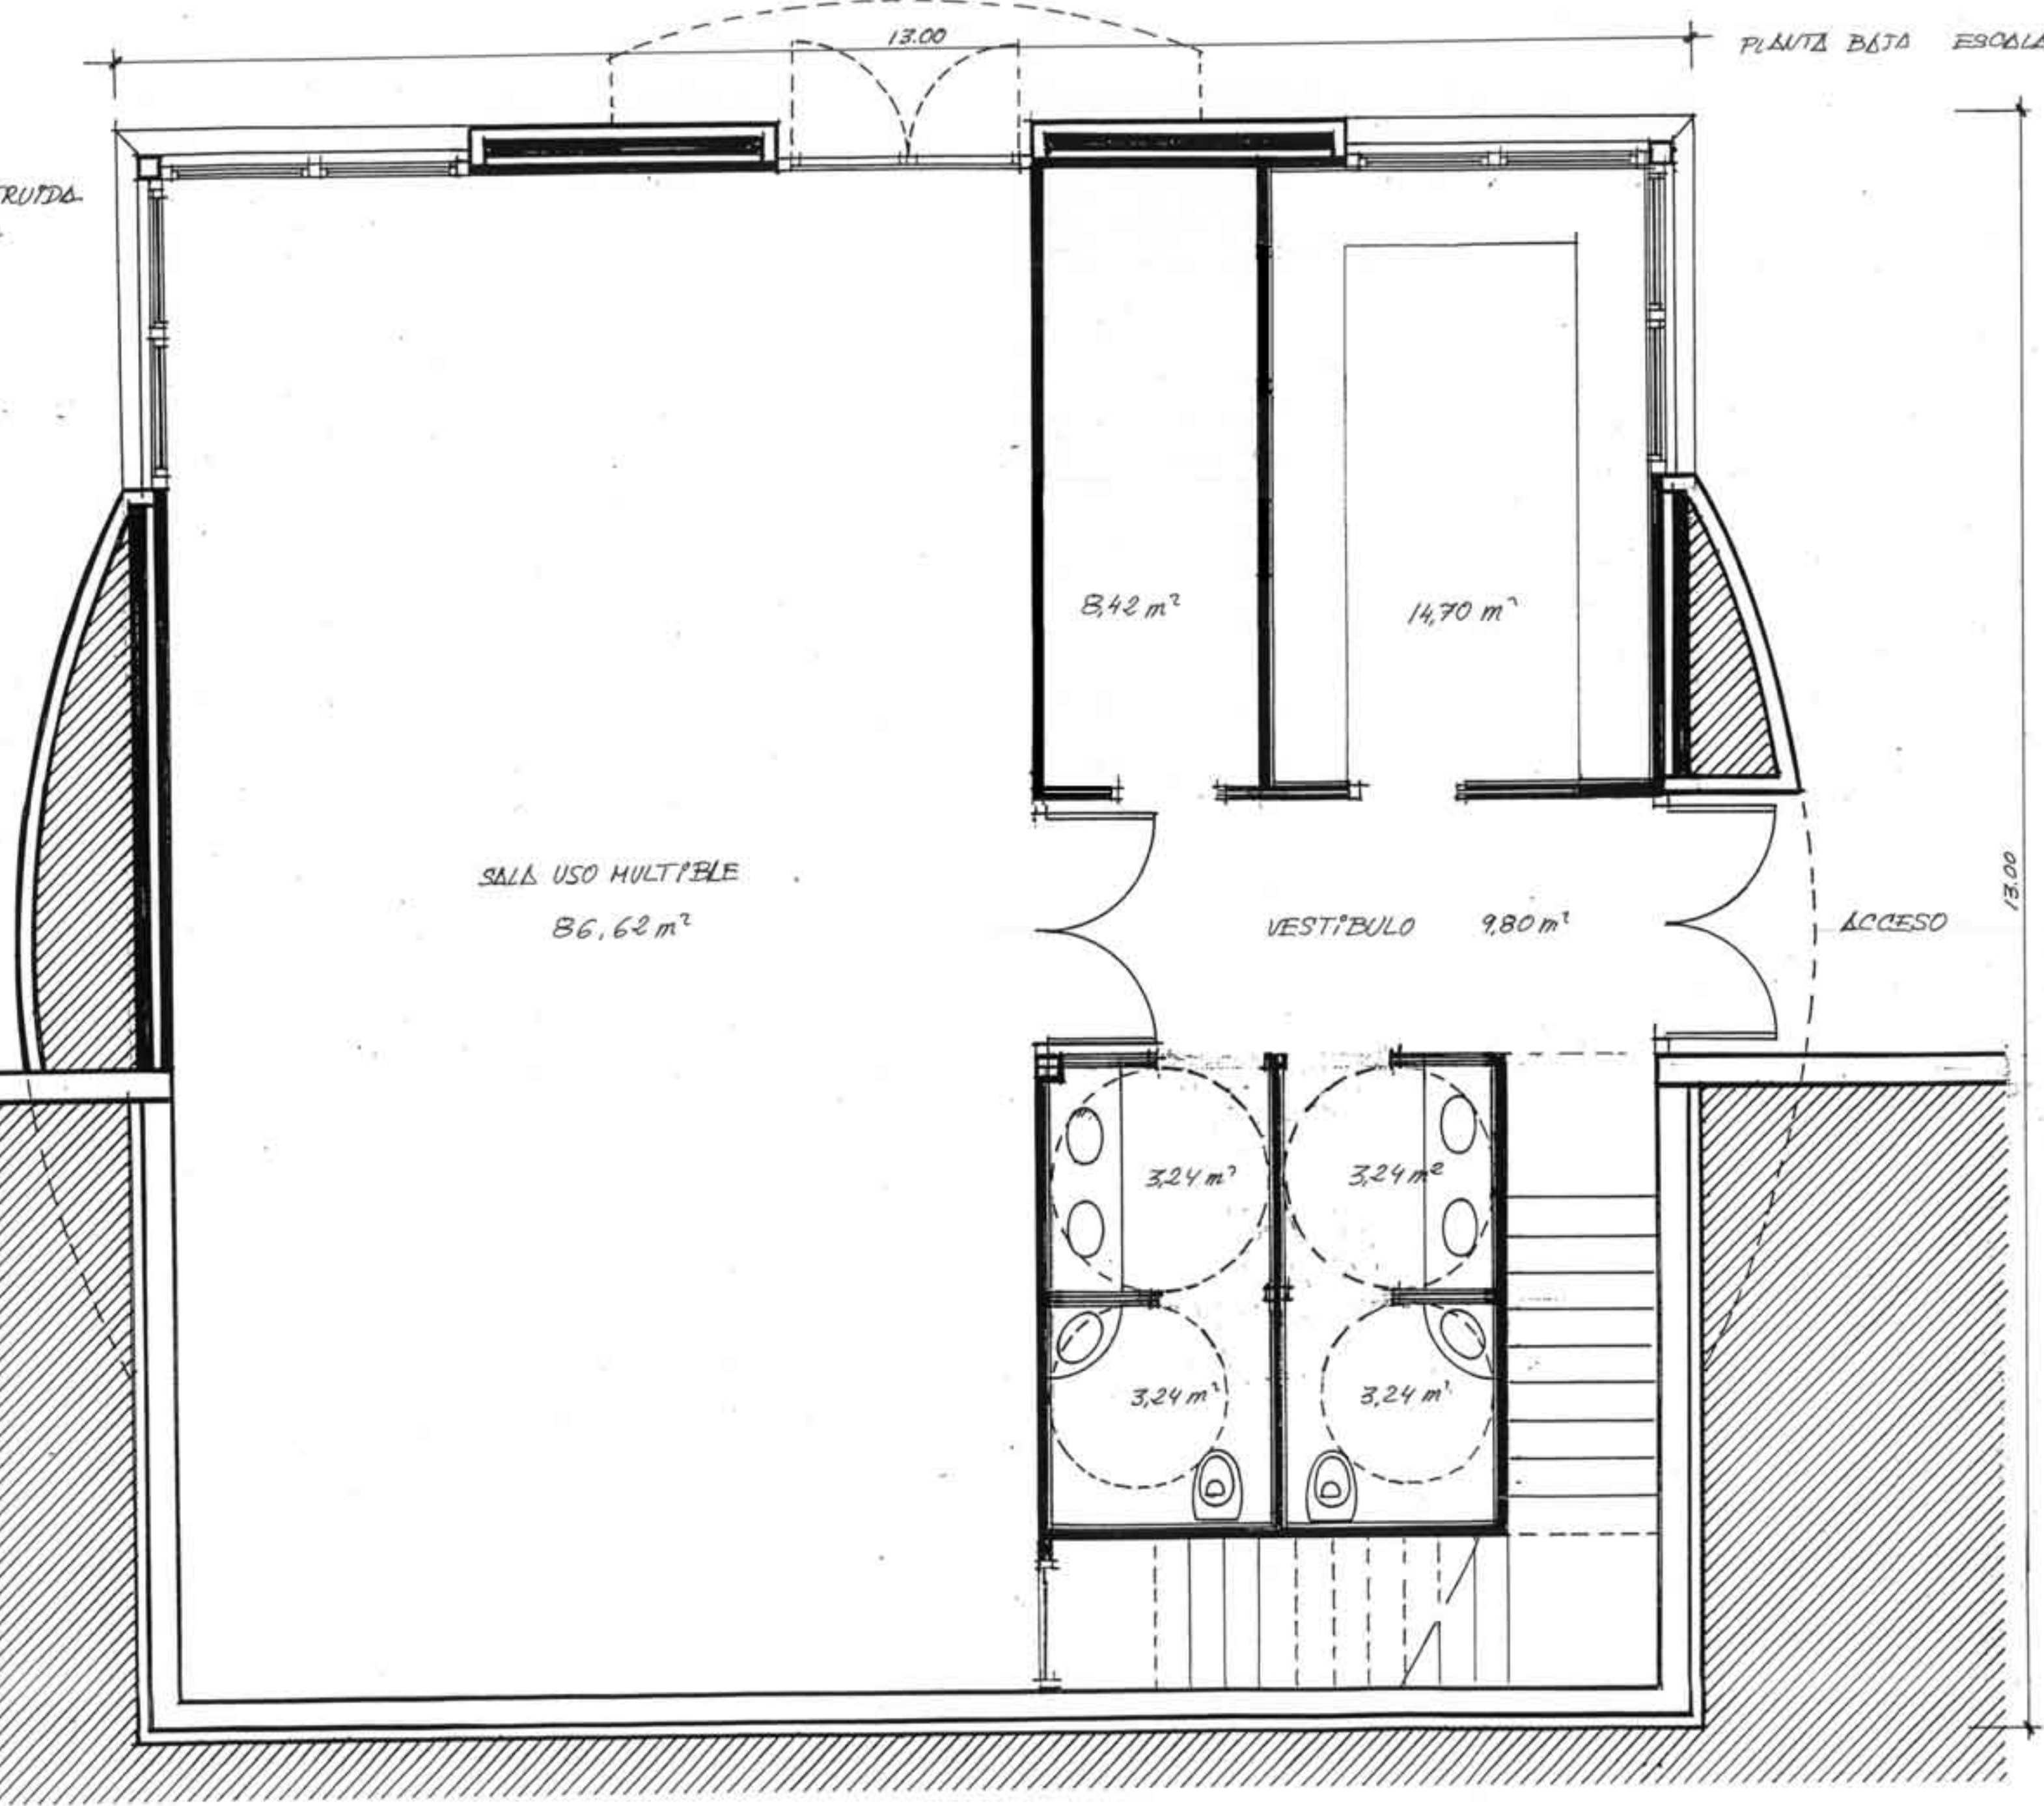 13.00
PLANTA BAJA ESCALA
RUIDA
8,42 m²
14,70 m²
SALA USO MULTIPLE
86,62 m²
VESTIBULO 9,80 m²
ACCESO
13.00
3,24 m²
3,24 m²
3,24 m²
3,24 m²